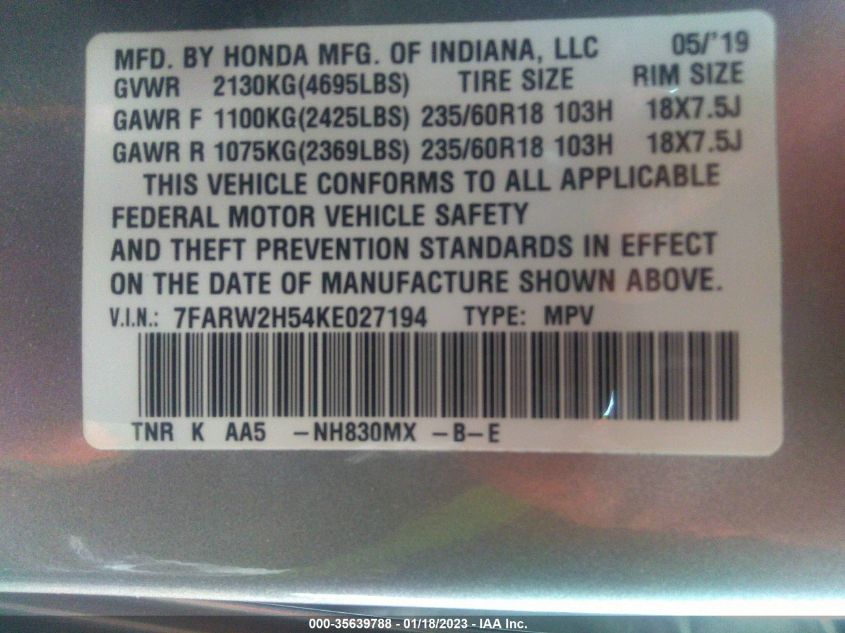 MFD. BY HONDA MFG. OF INDIANA, LLC 05/'19
GVWR 2130KG(4695LBS) TIRE SIZE RIM SIZE
GAWR F 1100KG(2425LBS) 235/60R18 103H 18X7.5J
GAWR R 1075KG(2369LBS) 235/60R18 103H 18X7.5J
THIS VEHICLE CONFORMS TO ALL APPLICABLE
FEDERAL MOTOR VEHICLE SAFETY
AND THEFT PREVENTION STANDARDS IN EFFECT
ON THE DATE OF MANUFACTURE SHOWN ABOVE.
V.I.N.: 7FARW2H54KE027194 TYPE: MPV
TNR K AA5 -NH830MX -B-E
000-35639788 - 01/18/2023 - IAA Inc.